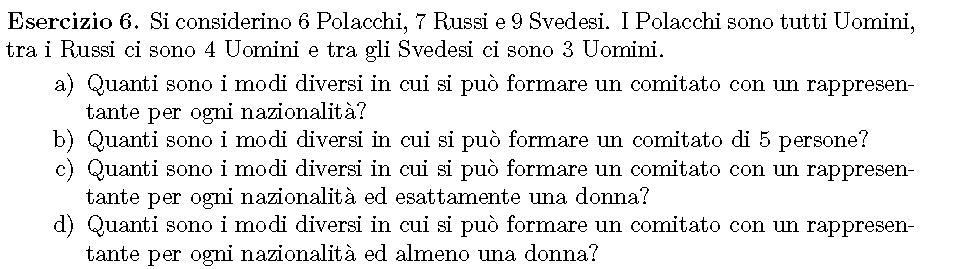 Esercizio 6. Si considerino 6 Polacchi, 7 Russi e 9 Svedesi. I Polacchi sono tutti Uomini,
tra i Russi ci sono 4 Uomini e tra gli Svedesi ci sono 3 Uomini.
a) Quanti sono i modi diversi in cui si può formare un comitato con un rappresen-
tante per ogni nazionalità?
b) Quanti sono i modi diversi in cui si può formare un comitato di 5 persone?
c) Quanti sono i modi diversi in cui si può formare un comitato con un rappresen-
tante per ogni nazionalità ed esattamente una donna?
d) Quanti sono i modi diversi in cui si può formare un comitato con un rappresen-
tante per ogni nazionalità ed almeno una donna?